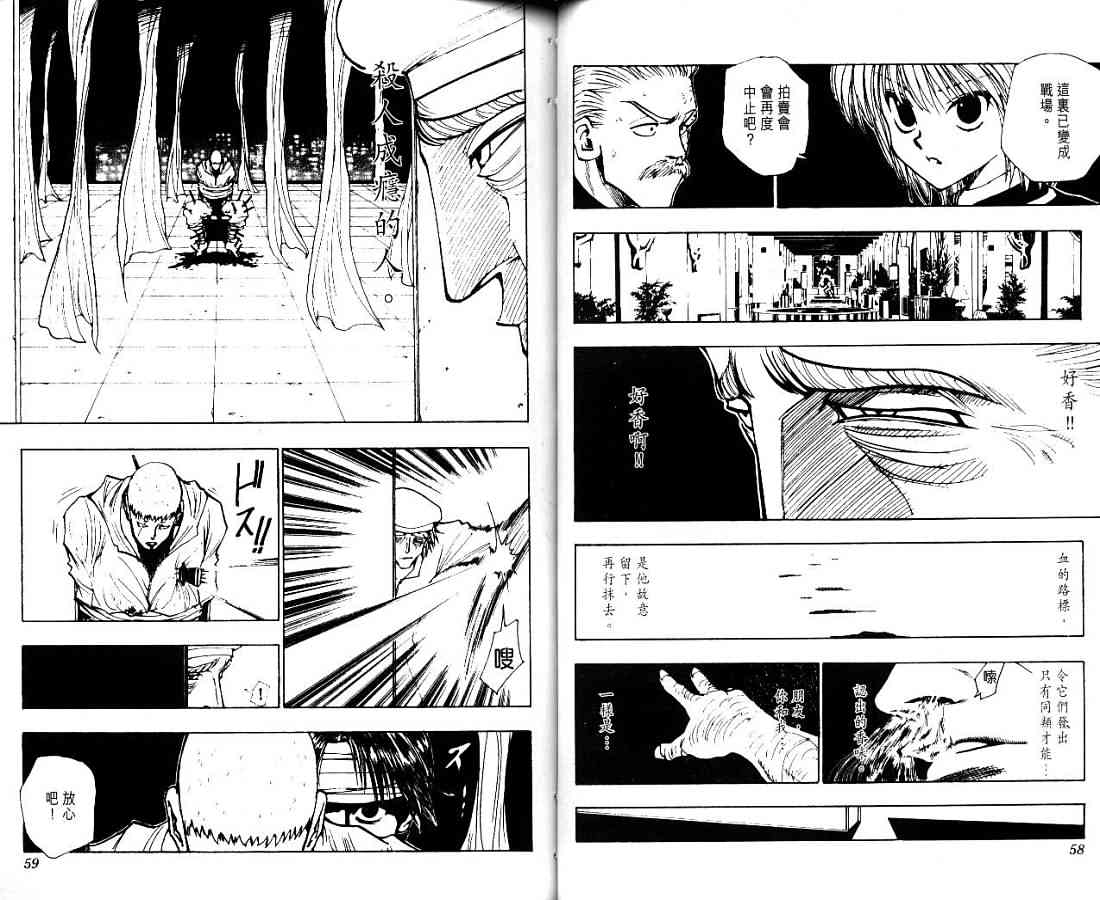 這裏已變成
戰場。
拍賣會
會再度
中止吧？
好香!!
好香啊!!
血的路標，
是他故意
留下，
再行抹去。
令它們發出
只有同類才能…
嗦
認出的香味。
朋友，
你和我…
一樣是…
58
殺人成癮的人。
嗖
ドス!!
！
ス
放心
吧！
59